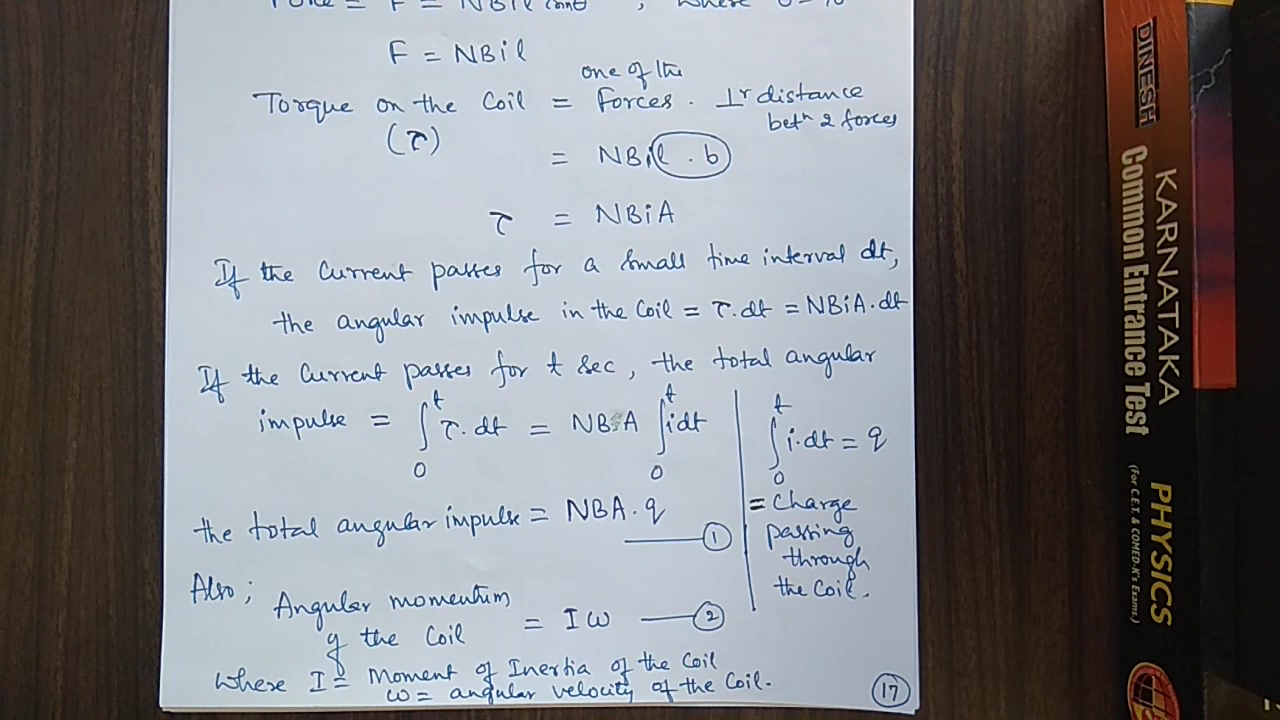 F = NBil
Torque on the Coil = one of the forces . ⊥r distance betn 2 forces
(τ)
= NBil . b
τ = NBiA
If the Current passes for a small time interval dt,
the angular impulse in the Coil = τ.dt = NBiA.dt
If the Current passes for t sec, the total angular
impulse = ∫₀ᵗ τ.dt = NBA ∫₀ᵗ idt
∫₀ᵗ i.dt = q
= Charge
passing
through
the Coil.
the total angular impulse = NBA.q
①
Also; Angular momentum
of the Coil = Iω ②
where I = Moment of Inertia of the Coil
ω = angular velocity of the Coil.
17
DINESH
KARNATAKA
Common Entrance Test
PHYSICS
(For C.E.T. & COMED-K's Exams.)